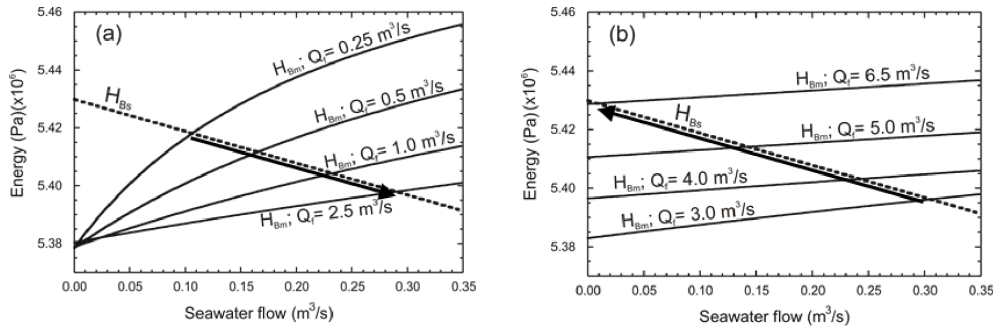 (a)
Energy (Pa)(x10⁶)
5.46
5.44
5.42
5.40
5.38
H_Bs
H_Bm; Q_f= 0.25 m³/s
H_Bm; Q_f= 0.5 m³/s
H_Bm; Q_f= 1.0 m³/s
H_Bm; Q_f= 2.5 m³/s
0.00 0.05 0.10 0.15 0.20 0.25 0.30 0.35
Seawater flow (m³/s)
(b)
Energy (Pa)(x10⁶)
5.46
5.44
5.42
5.40
5.38
H_Bm; Q_f= 6.5 m³/s
H_Bs
H_Bm; Q_f= 5.0 m³/s
H_Bm; Q_f= 4.0 m³/s
H_Bm; Q_f= 3.0 m³/s
0.00 0.05 0.10 0.15 0.20 0.25 0.30 0.35
Seawater flow (m³/s)